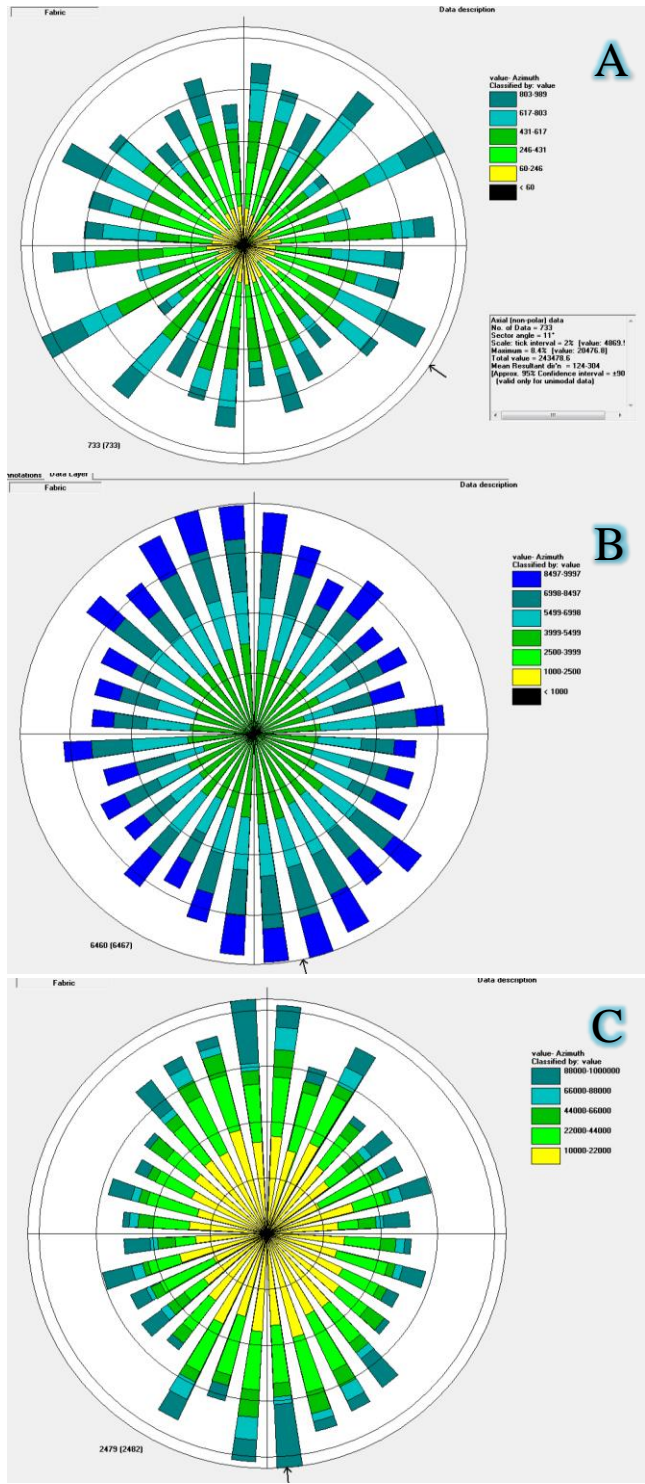 Fabric
Data description
A
value- Azimuth
Classified by: value
803-989
617-803
431-617
246-431
60-246
< 60
Axial (non-polar) data
No. of Data = 733
Sector angle = 11°
Scale: tick interval = 2% [value: 4869.
Maximum = 8.4% [value: 20476.0]
Total value = 243478.6
Mean Resultant dir'n = 124-304
[Approx. 95% Confidence interval = ±90
(valid only for unimodal data)
733 (733)
nnotations Data Layer
Fabric
Data description
B
value- Azimuth
Classified by: value
8497-9997
6998-8497
5499-6998
3999-5499
2500-3999
1000-2500
< 1000
6460 (6467)
Fabric
Data description
C
value- Azimuth
Classified by: value
88000-1000000
66000-88000
44000-66000
22000-44000
10000-22000
2479 (2482)